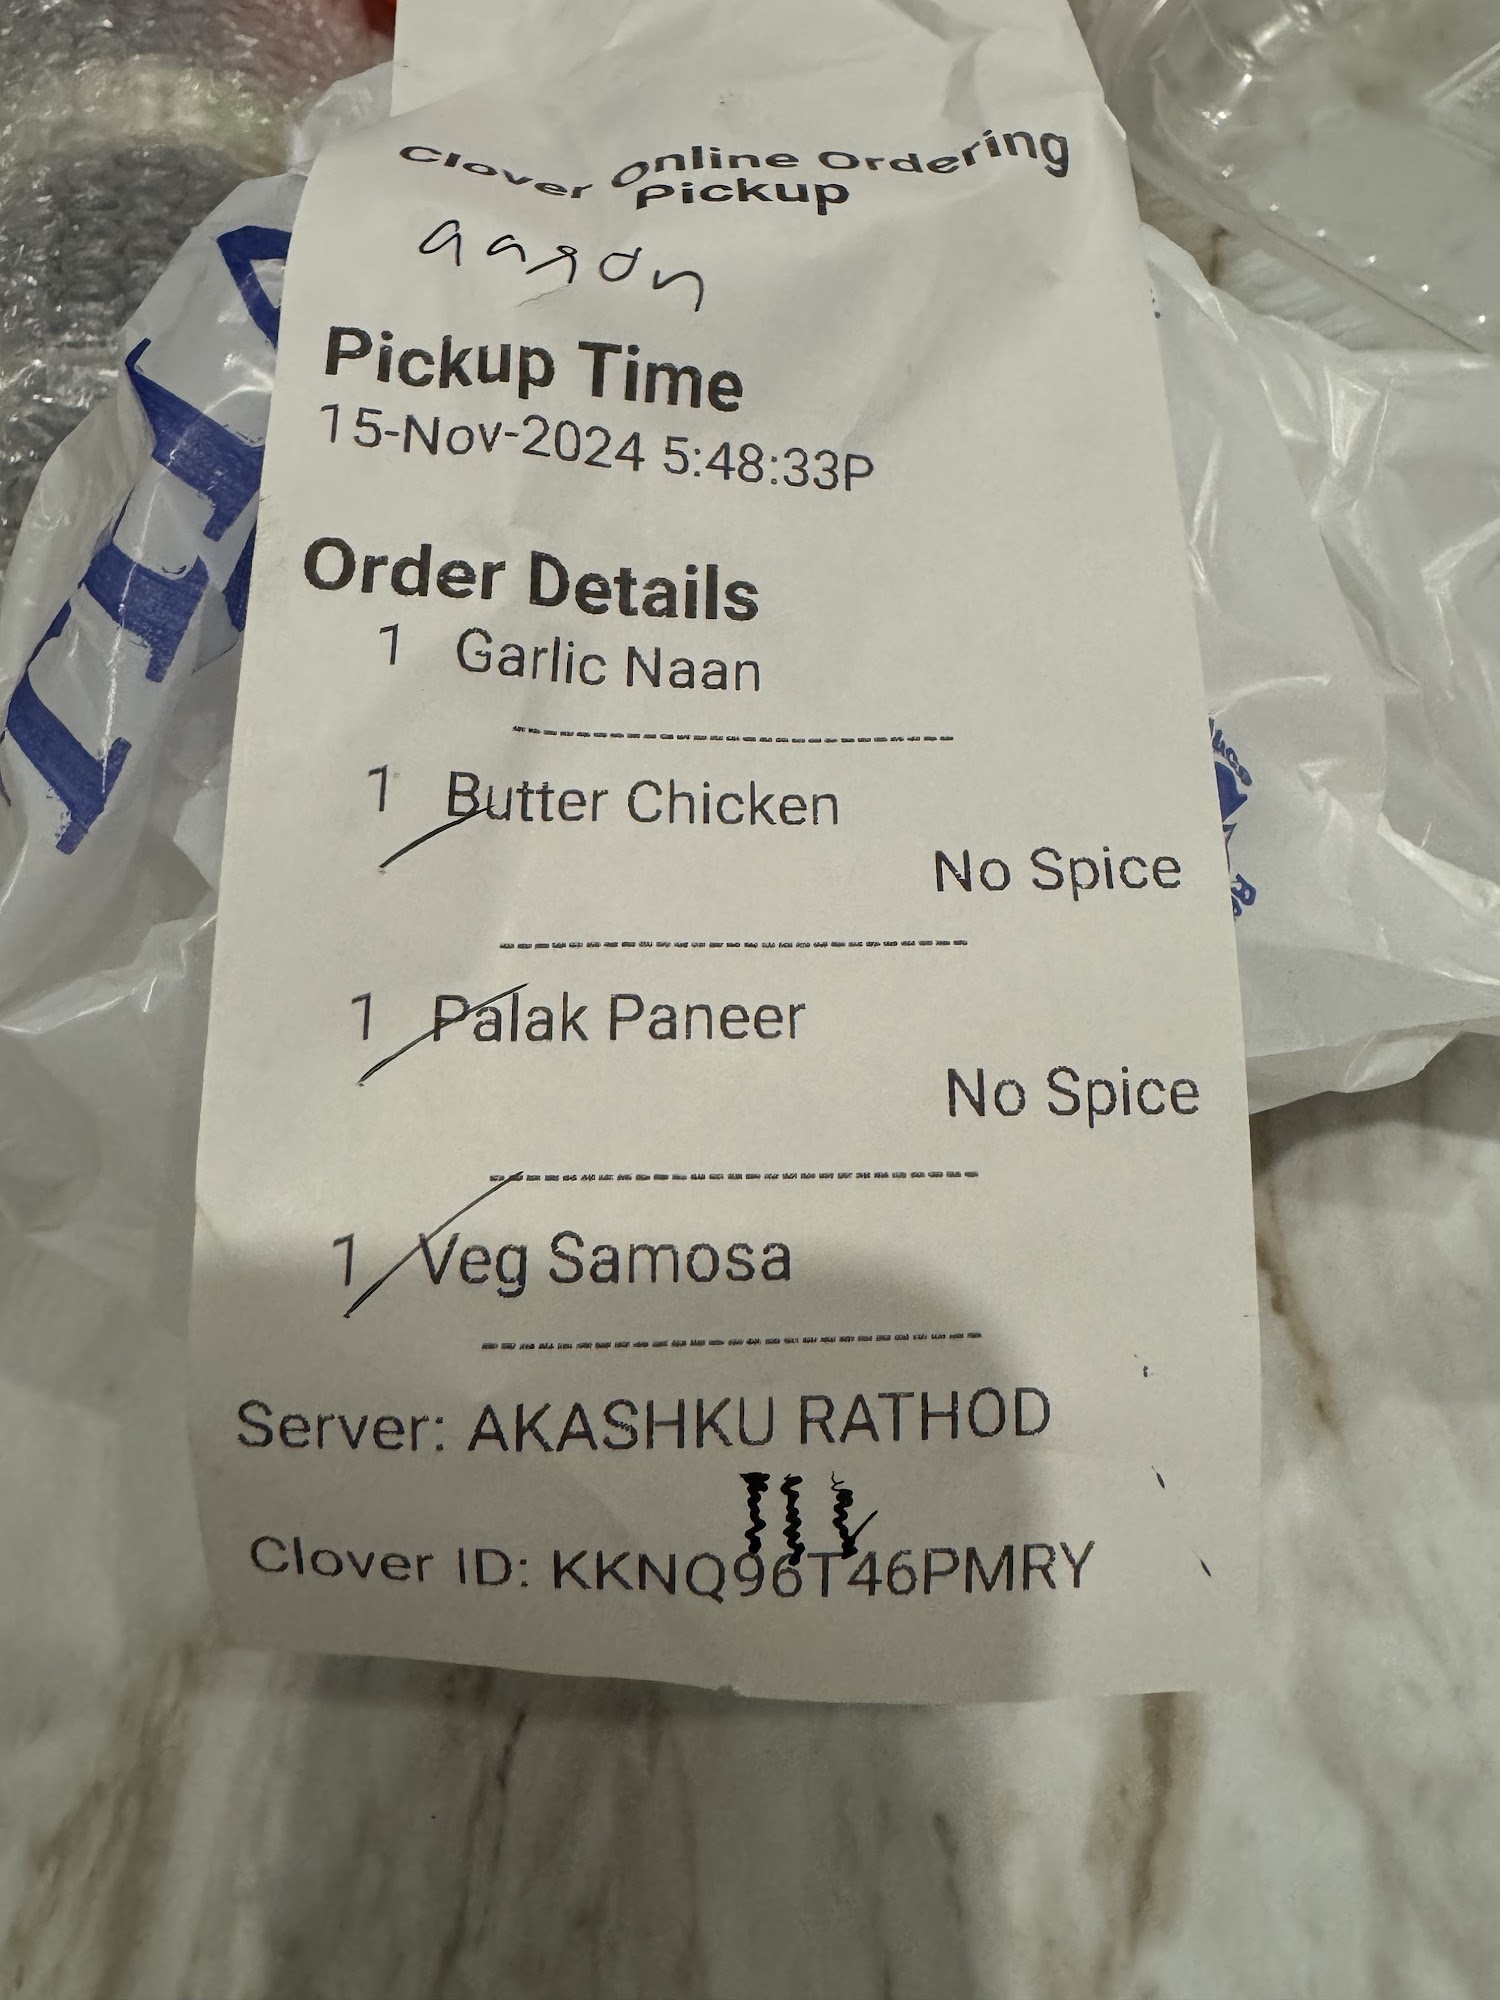 Clover Online Ordering
Pickup
aaron
Pickup Time
15-Nov-2024 5:48:33P
Order Details
1 Garlic Naan
1 Butter Chicken
No Spice
1 Palak Paneer
No Spice
1 Veg Samosa
Server: AKASHKU RATHOD
Clover ID: KKNQ96T46PMRY